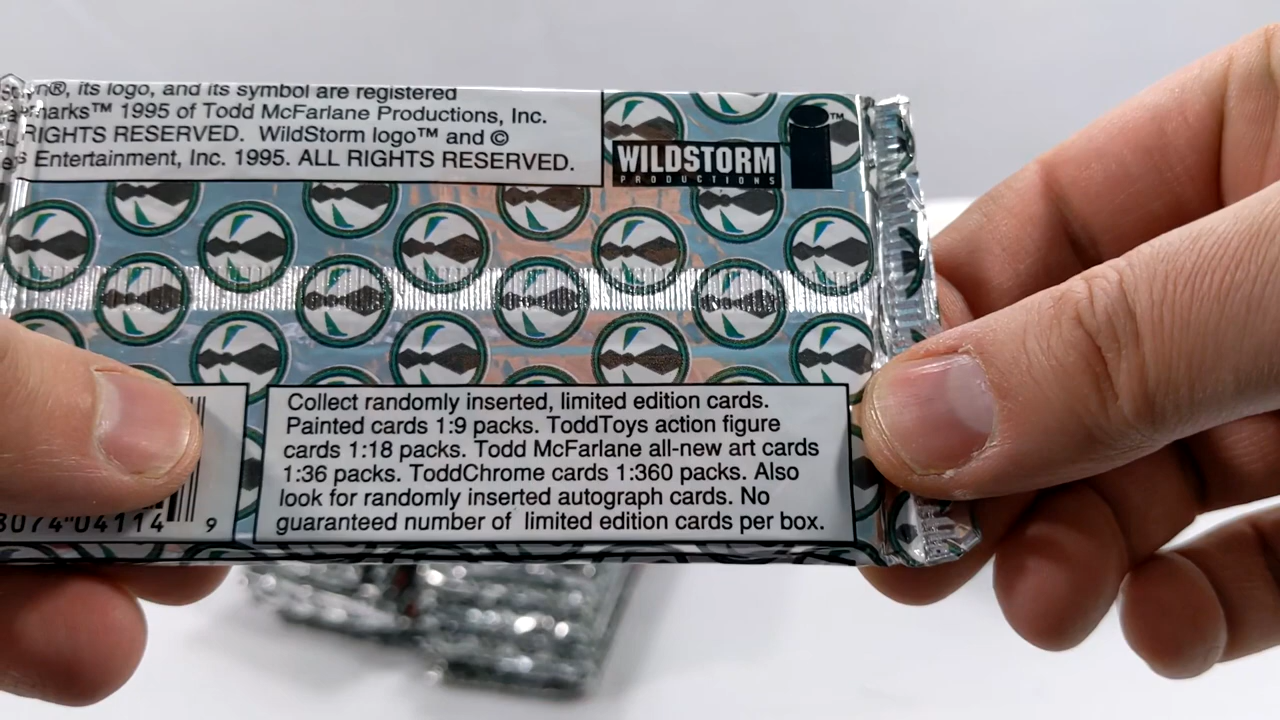 its logo, and its symbol are registered
™ 1995 of Todd McFarlane Productions, Inc.
RIGHTS RESERVED. WildStorm logo™ and ©
Entertainment, Inc. 1995. ALL RIGHTS RESERVED.
™
WILDSTORM
PRODUCTIONS
Collect randomly inserted, limited edition cards.
Painted cards 1:9 packs. ToddToys action figure
cards 1:18 packs. Todd McFarlane all-new art cards
1:36 packs. ToddChrome cards 1:360 packs. Also
look for randomly inserted autograph cards. No
guaranteed number of limited edition cards per box.
8074"04114 9